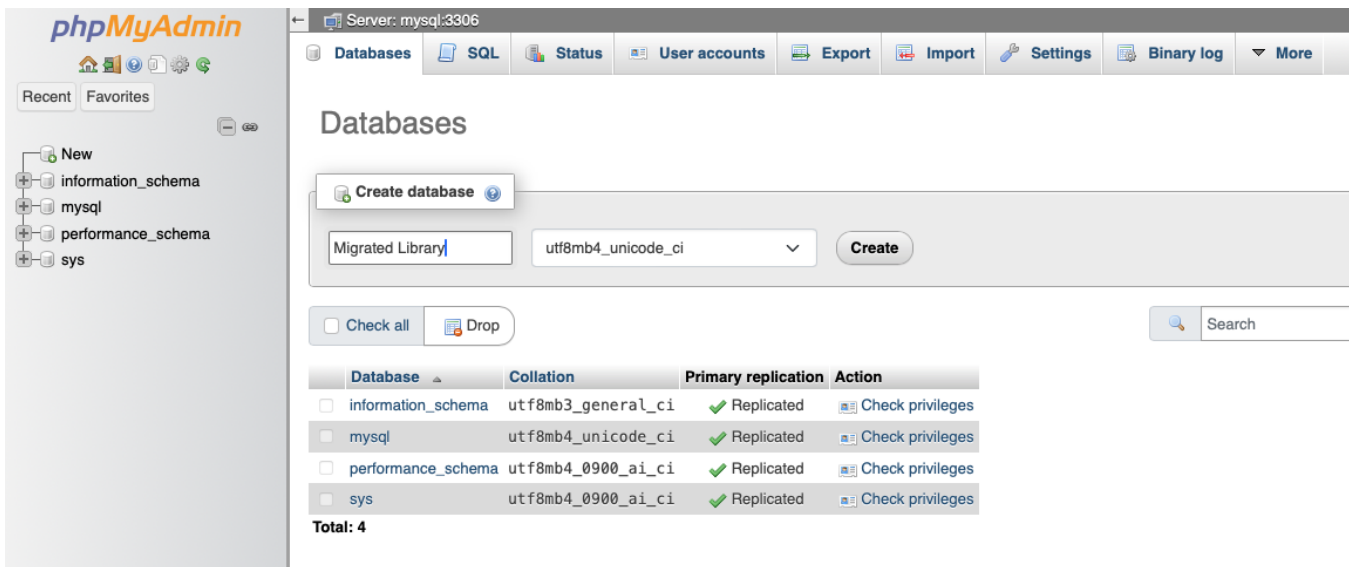 phpMyAdmin
Recent Favorites
New
information_schema
mysql
performance_schema
sys
Server: mysql:3306
Databases SQL Status User accounts Export Import Settings Binary log More
Databases
Create database
Migrated Library utf8mb4_unicode_ci Create
Check all Drop Search
Database Collation Primary replication Action
information_schema utf8mb3_general_ci Replicated Check privileges
mysql utf8mb4_unicode_ci Replicated Check privileges
performance_schema utf8mb4_0900_ai_ci Replicated Check privileges
sys utf8mb4_0900_ai_ci Replicated Check privileges
Total: 4